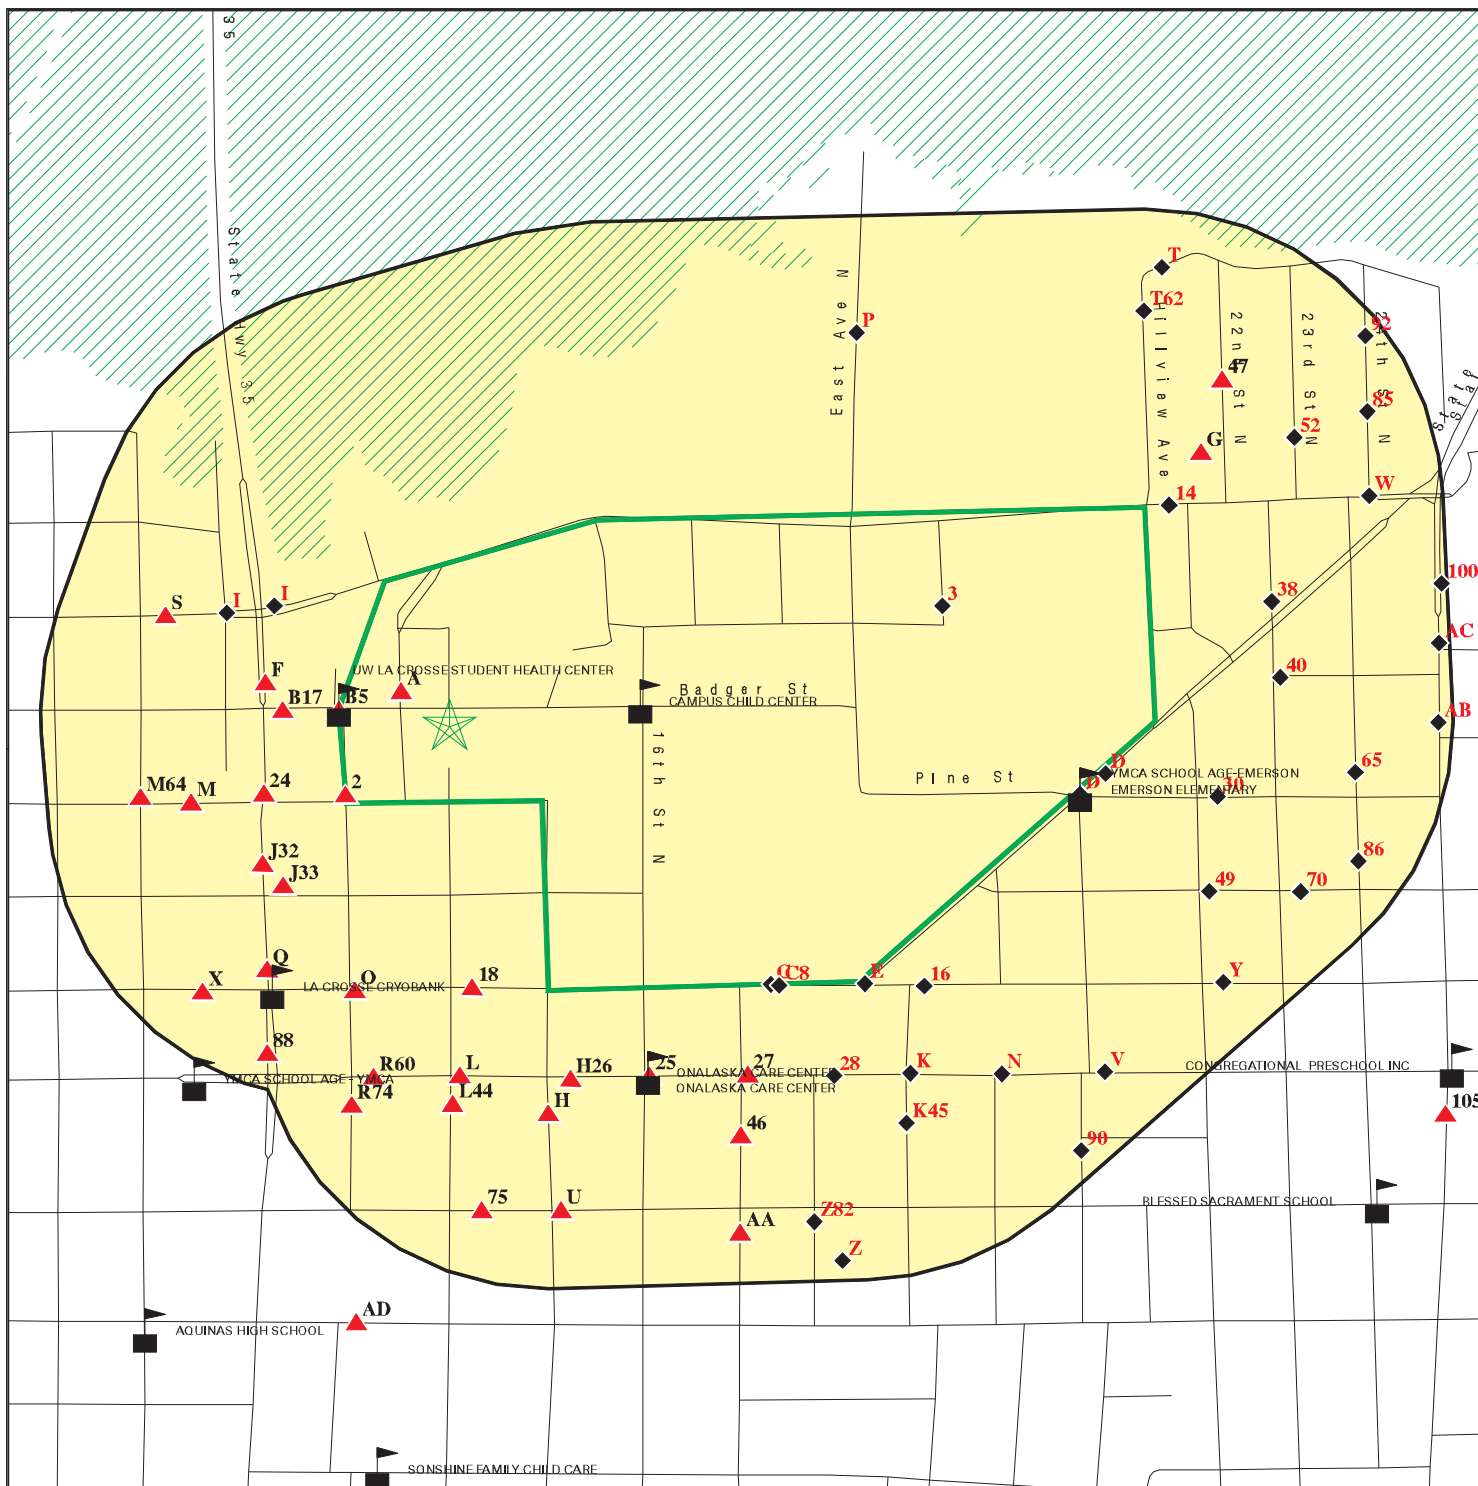 35
State Hwy 35
T
T62
P
92
East Ave N
Hillview Ave
22nd St N
23rd St N
24th St N
47
85
State
52
G
W
14
100
38
3
I
I
S
AC
40
F
UW LA CROSSE STUDENT HEALTH CENTER
A
B17
B5
Badger St
CAMPUS CHILD CENTER
AB
16th St N
D
65
YMCA SCHOOL AGE-EMERSON
Pine St
M64
M
24
2
D
30
EMERSON ELEMENTARY
J32
J33
86
49
70
Q
X
LA CROSSE CRYOBANK
O
18
C8
E
16
Y
88
R60
L
H26
25
27
ONALASKA CARE CENTER
ONALASKA CARE CENTER
28
K
N
V
CONGREGATIONAL PRESCHOOL INC
YMCA SCHOOL AGE - YMCA
R74
L44
H
K45
105
46
90
75
U
AA
Z82
BLESSED SACRAMENT SCHOOL
Z
AD
AQUINAS HIGH SCHOOL
SONSHINE FAMILY CHILD CARE